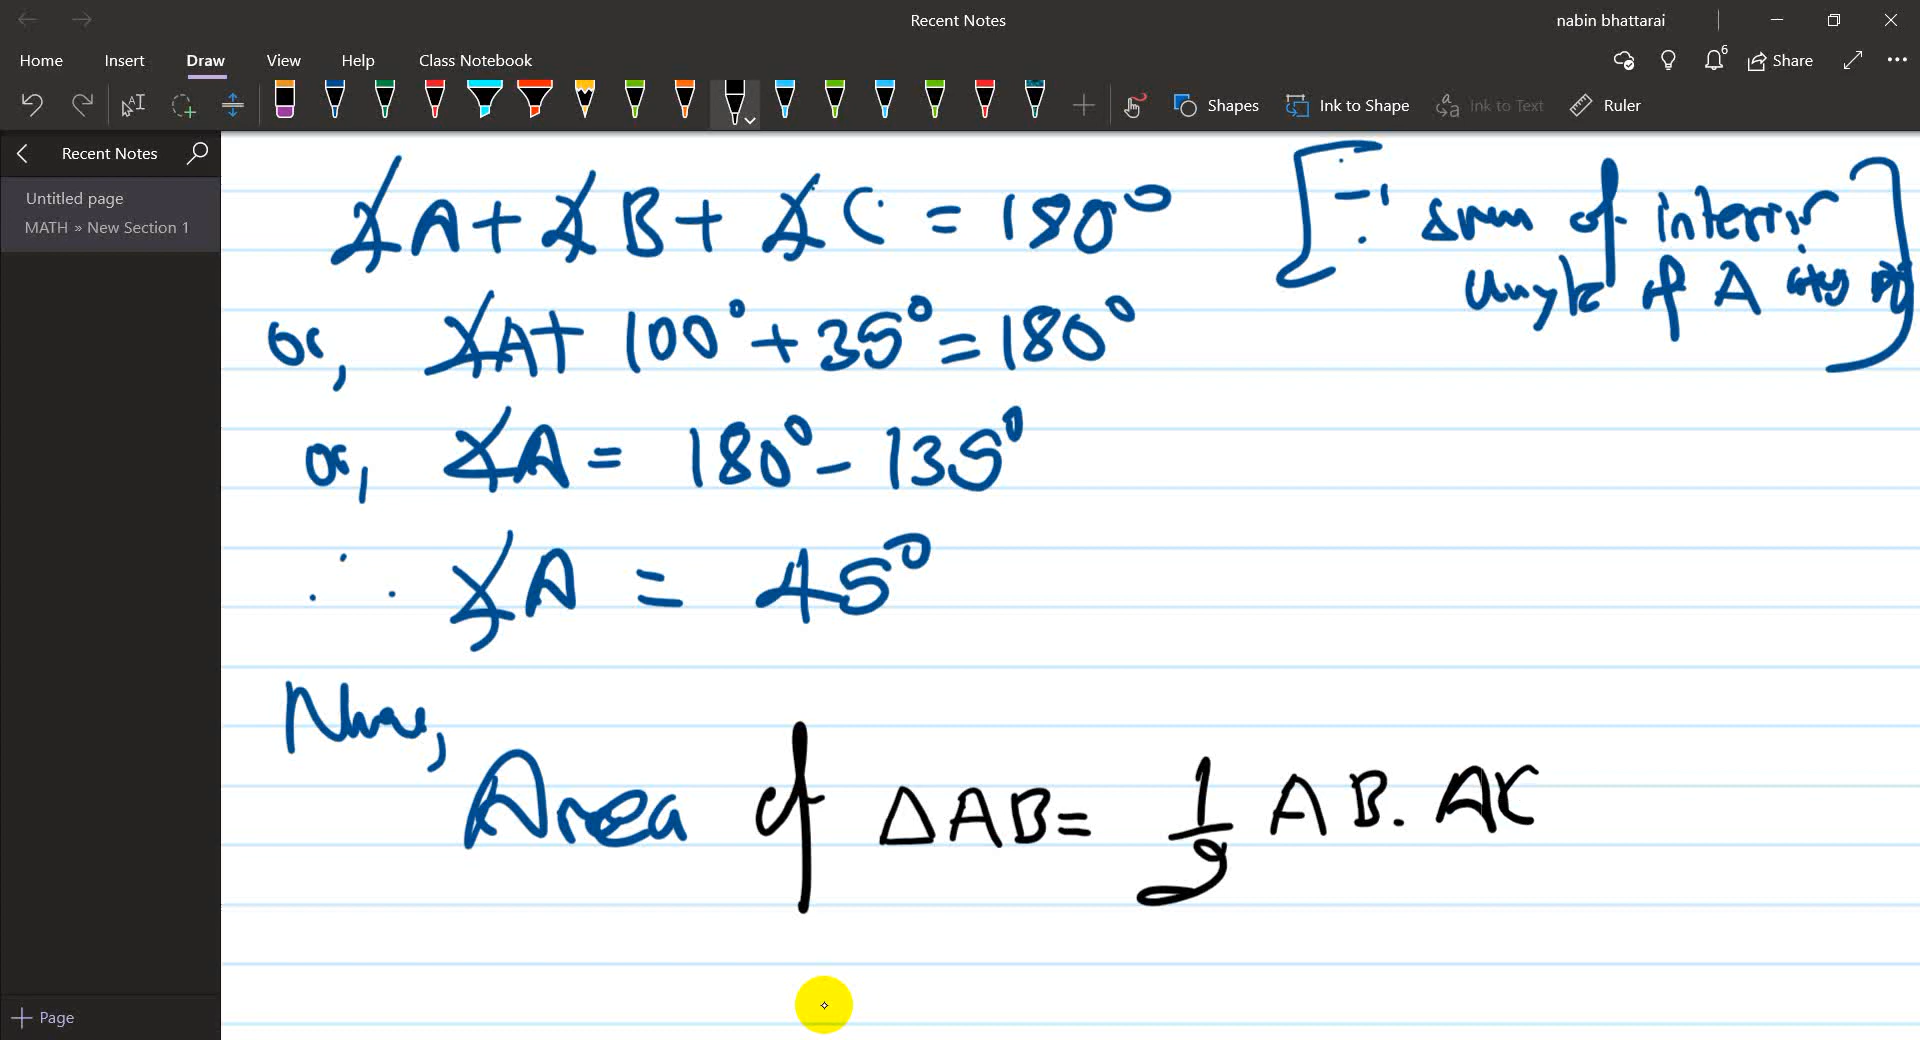 Recent Notes
nabin bhattarai
Home Insert Draw View Help Class Notebook
6
Share
Shapes Ink to Shape Ink to Text Ruler
Recent Notes
Untitled page
MATH » New Section 1
∡A + ∡B + ∡C = 180°
[∵ sum of interior
of Δ ]
or, ∡A + 100° + 35° = 180°
or, ∡A = 180° - 135°
∴ ∡A = 45°
Now,
Area of ΔAB = 1/2 AB. AC
Page